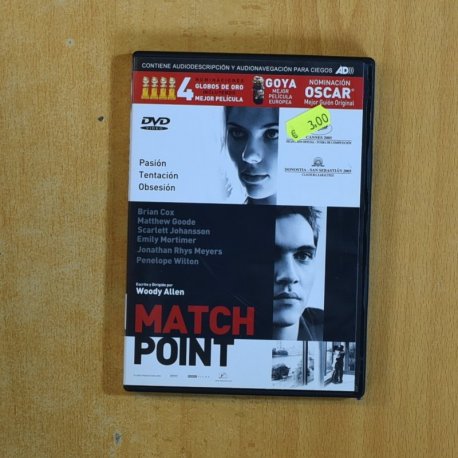 CONTIENE AUDIODESCRIPCIÓN Y AUDIONAVEGACIÓN PARA CIEGOS AD
4 NOMINACIONES
GLOBOS DE ORO
MEJOR PELÍCULA
GOYA
MEJOR
PELÍCULA
EUROPEA
NOMINACIÓN
OSCAR
Mejor Guión Original
€ 3,00
DVD
VIDEO
CANNES 2005
DONOSTIA - SAN SEBASTIÁN 2005
Pasión
Tentación
Obsesión
Brian Cox
Matthew Goode
Scarlett Johansson
Emily Mortimer
Jonathan Rhys Meyers
Penelope Wilton
Escrita y Dirigida por
Woody Allen
MATCH
POINT